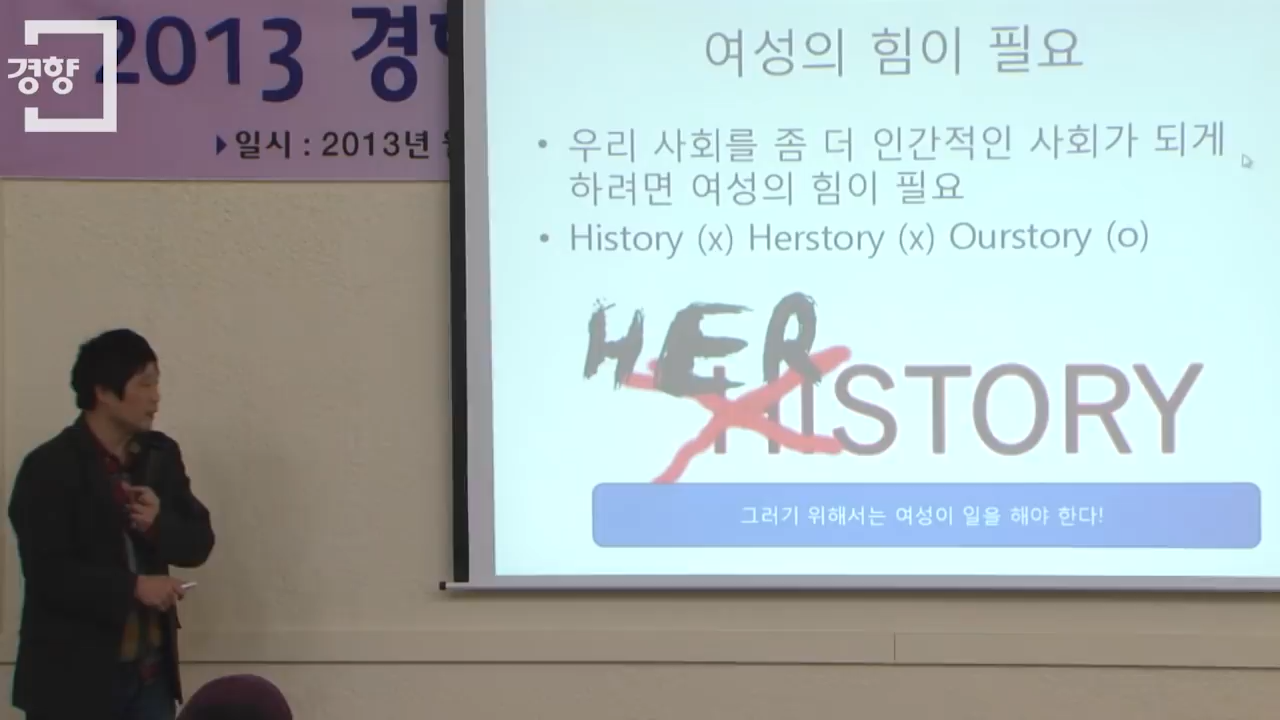 경향
2013 경향
▶일시 : 2013년
여성의 힘이 필요
• 우리 사회를 좀 더 인간적인 사회가 되게
하려면 여성의 힘이 필요
• History (x) Herstory (x) Ourstory (o)
HER
HISTORY
그러기 위해서는 여성이 일을 해야 한다!